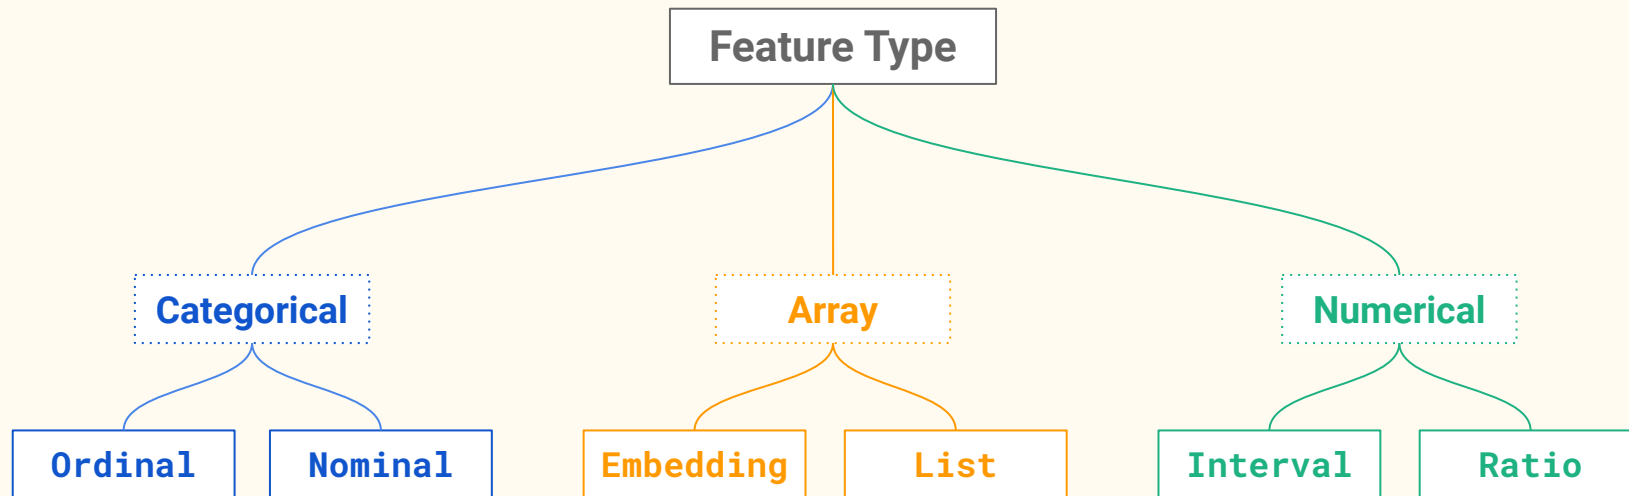 Feature Type
Categorical
Array
Numerical
Ordinal
Nominal
Embedding
List
Interval
Ratio